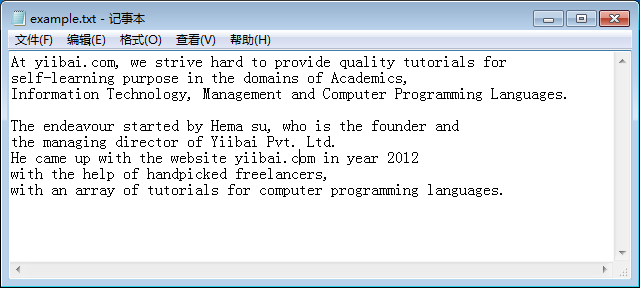 example.txt - 记事本
文件(F) 编辑(E) 格式(O) 查看(V) 帮助(H)
At yiibai.com, we strive hard to provide quality tutorials for
self-learning purpose in the domains of Academics,
Information Technology, Management and Computer Programming Languages.

The endeavour started by Hema su, who is the founder and
the managing director of Yiibai Pvt. Ltd.
He came up with the website yiibai.com in year 2012
with the help of handpicked freelancers,
with an array of tutorials for computer programming languages.